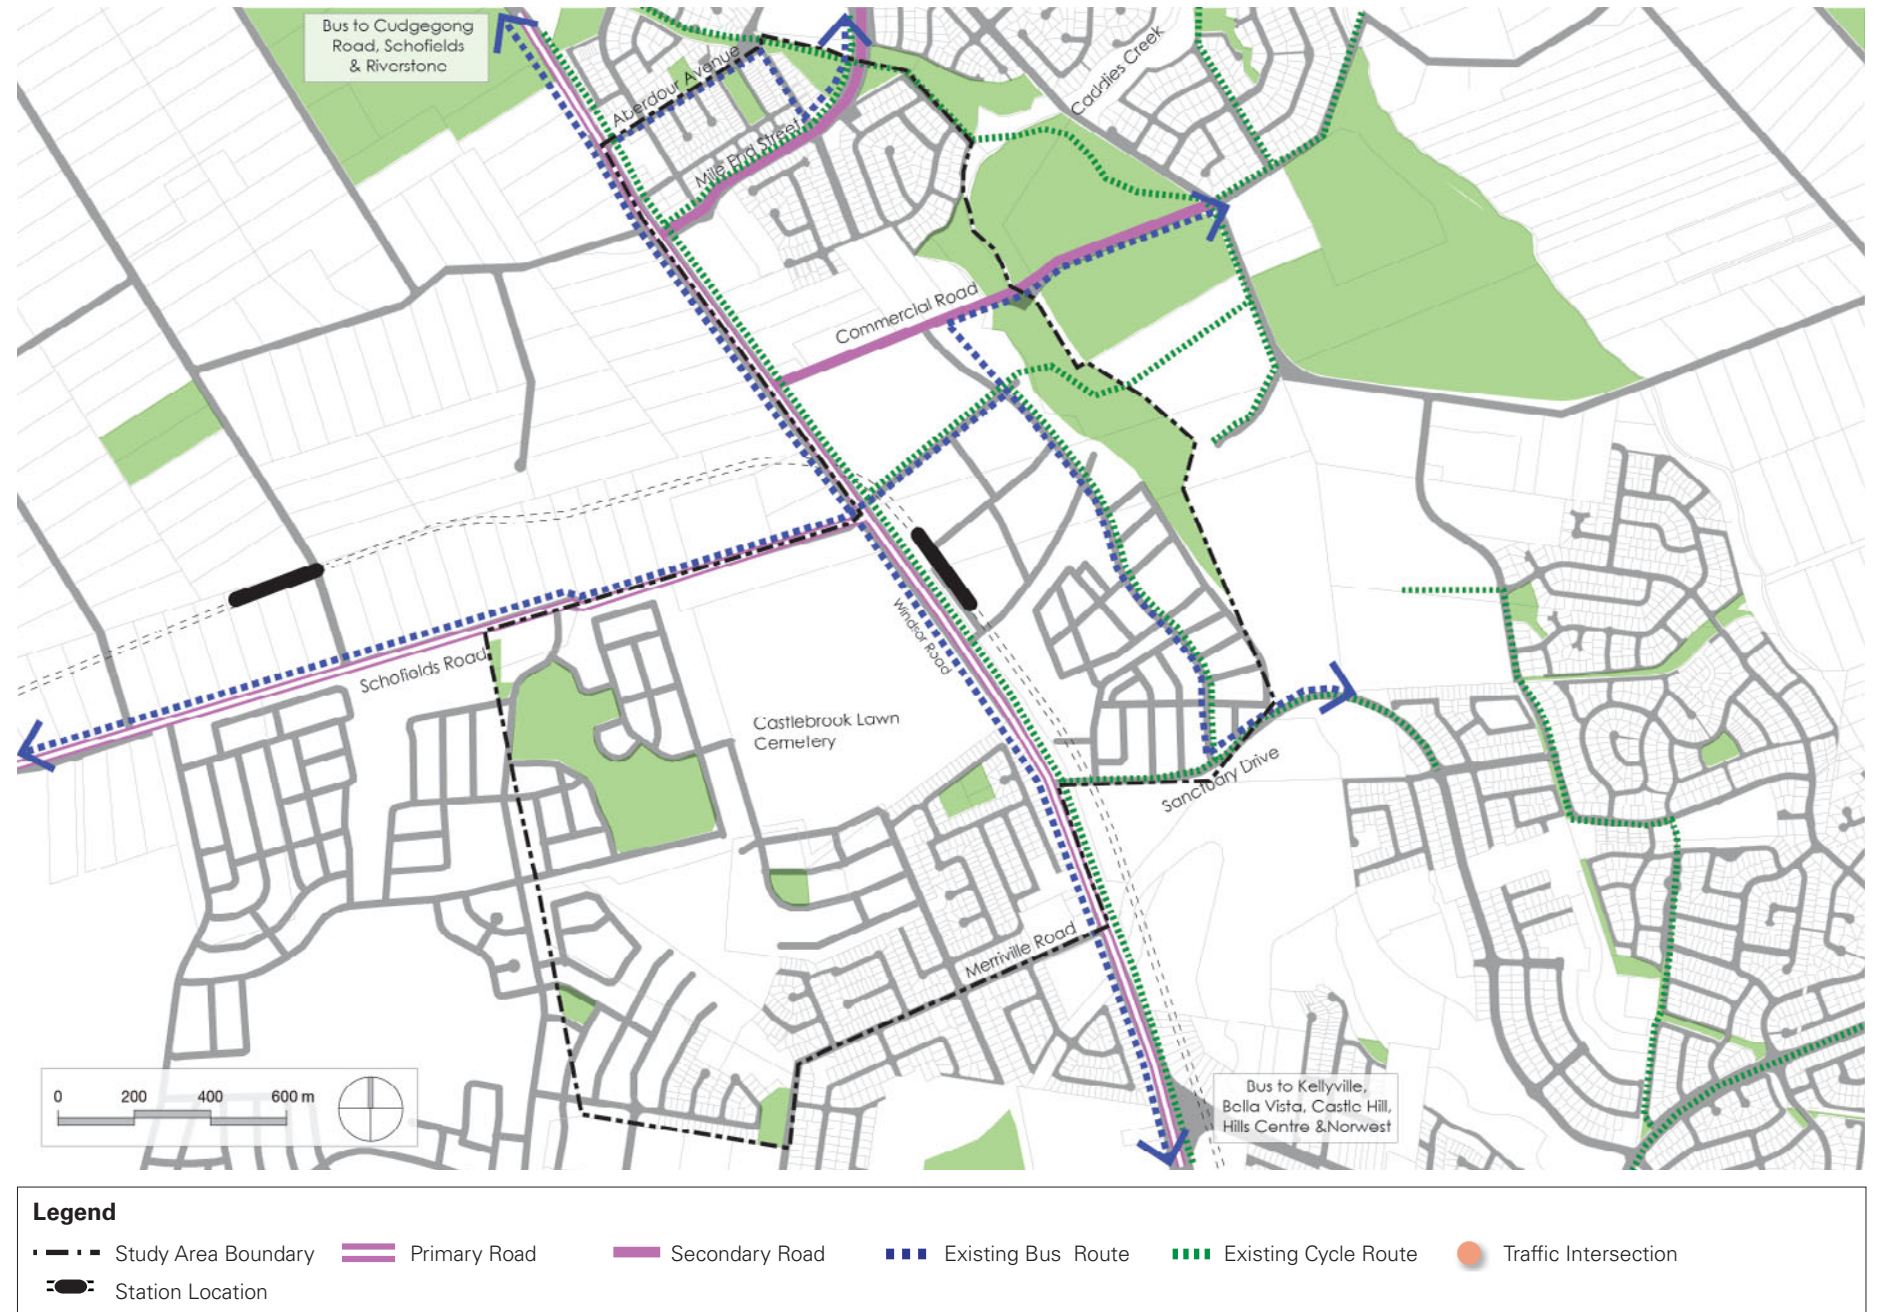 Bus to Cudgegong
Road, Schofields
& Riverstone
Aberdour Avenue
Caddies Creek
Mile End Street
Commercial Road
Windsor Road
Schofields Road
Castlebrook Lawn
Cemetery
Sanctuary Drive
Merriville Road
0 200 400 600 m
Bus to Kellyville,
Bella Vista, Castle Hill,
Hills Centre &Norwest
Legend
Study Area Boundary
Primary Road
Secondary Road
Existing Bus Route
Existing Cycle Route
Traffic Intersection
Station Location